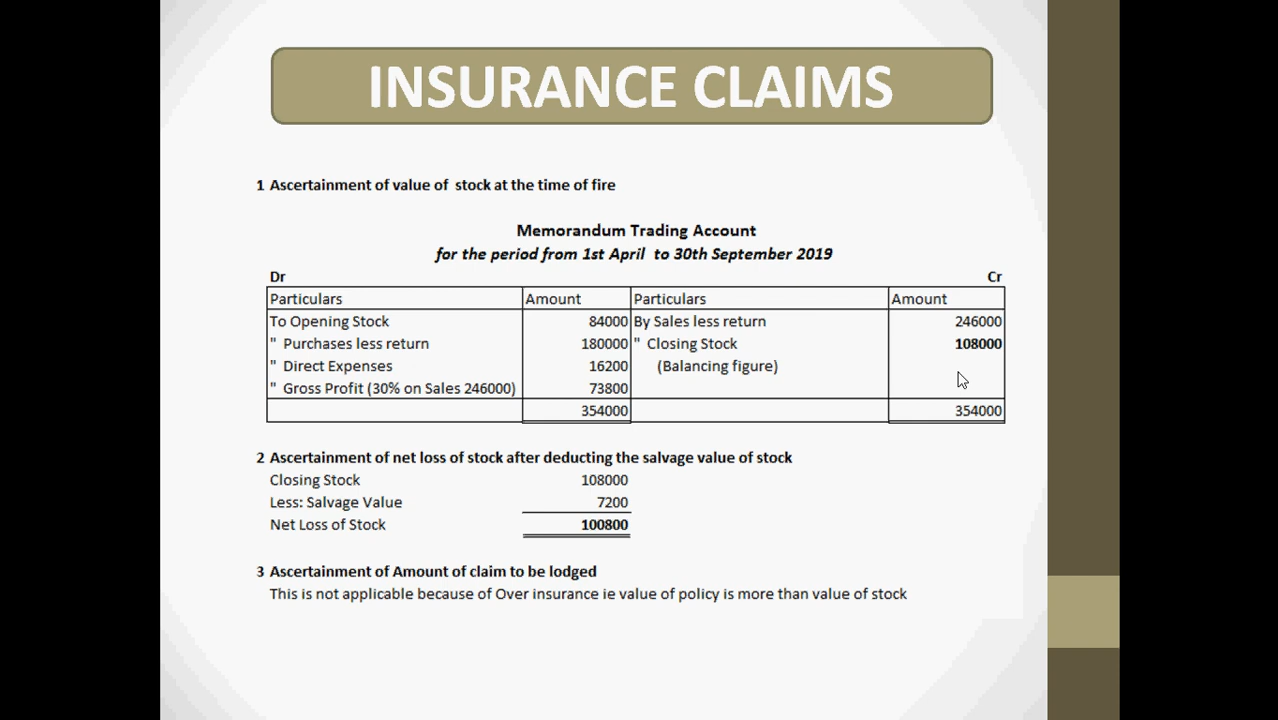 INSURANCE CLAIMS
1 Ascertainment of value of stock at the time of fire
Memorandum Trading Account
for the period from 1st April to 30th September 2019
Dr Cr
Particulars Amount Particulars Amount
To Opening Stock 84000 By Sales less return 246000
" Purchases less return 180000 " Closing Stock 108000
" Direct Expenses 16200 (Balancing figure)
" Gross Profit (30% on Sales 246000) 73800
354000 354000
2 Ascertainment of net loss of stock after deducting the salvage value of stock
Closing Stock 108000
Less: Salvage Value 7200
Net Loss of Stock 100800
3 Ascertainment of Amount of claim to be lodged
This is not applicable because of Over insurance ie value of policy is more than value of stock